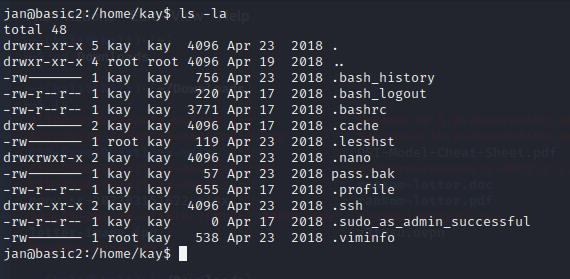 jan@basic2:/home/kay$ ls -la
total 48
drwxr-xr-x 5 kay  kay  4096 Apr 23  2018 .
drwxr-xr-x 4 root root 4096 Apr 19  2018 ..
-rw------- 1 kay  kay   756 Apr 23  2018 .bash_history
-rw-r--r-- 1 kay  kay   220 Apr 17  2018 .bash_logout
-rw-r--r-- 1 kay  kay  3771 Apr 17  2018 .bashrc
drwx------ 2 kay  kay  4096 Apr 17  2018 .cache
-rw------- 1 root kay   119 Apr 23  2018 .lesshst
drwxrwxr-x 2 kay  kay  4096 Apr 23  2018 .nano
-rw------- 1 kay  kay    57 Apr 23  2018 pass.bak
-rw-r--r-- 1 kay  kay   655 Apr 17  2018 .profile
drwxr-xr-x 2 kay  kay  4096 Apr 23  2018 .ssh
-rw-r--r-- 1 kay  kay     0 Apr 17  2018 .sudo_as_admin_successful
-rw------- 1 root kay   538 Apr 23  2018 .viminfo
jan@basic2:/home/kay$